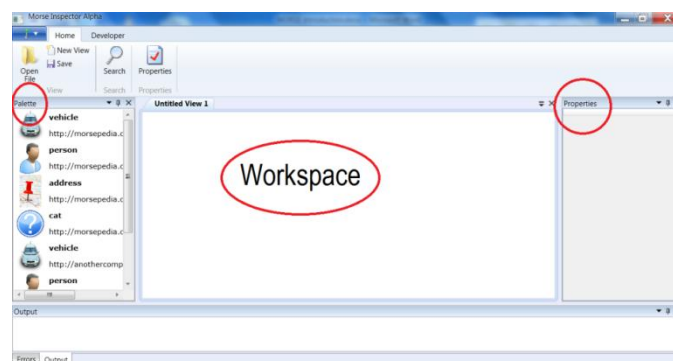 Morse Inspector Alpha
Home Developer
New View
Save
Open File
Search
Properties
View Search Properties
Palette
Untitled View 1
Properties
vehicle
http://morsepedia.c
person
http://morsepedia.c
address
http://morsepedia.c
cat
http://morsepedia.c
vehicle
http://anothercomp
person
Workspace
Output
Errors Output